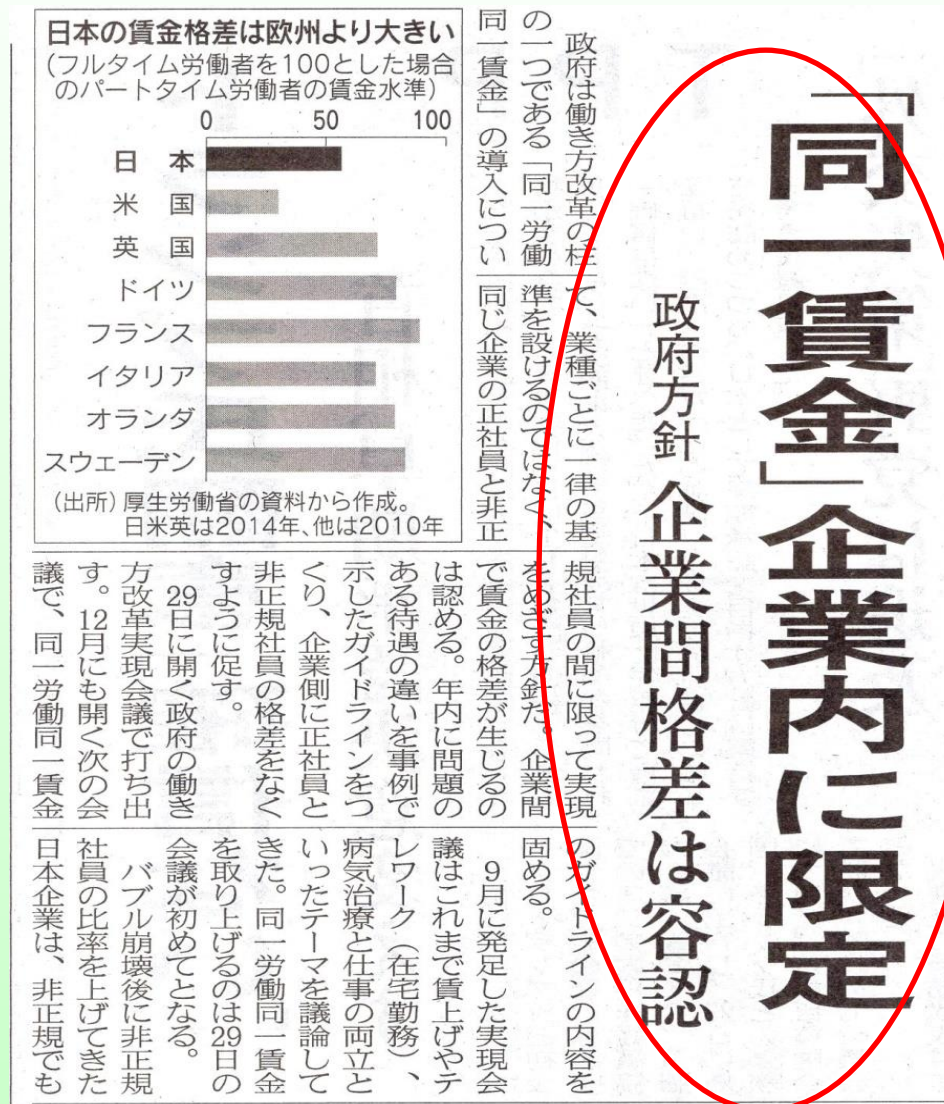 「同一賃金」企業内に限定
政府方針 企業間格差は容認
日本の賃金格差は欧州より大きい
(フルタイム労働者を100とした場合
のパートタイム労働者の賃金水準)
0 50 100
日本
米国
英国
ドイツ
フランス
イタリア
オランダ
スウェーデン
(出所)厚生労働省の資料から作成。
日米英は2014年、他は2010年
政府は働き方改革の柱
の一つである「同一労働
同一賃金」の導入につい
て、業種ごとに一律の基
準を設けるのではなく、
同じ企業の正社員と非正
規社員の間に限って実現
をめざす方針だ。企業間
で賃金の格差が生じるの
は認める。年内に問題の
ある待遇の違いを事例で
示したガイドラインをつ
くり、企業側に正社員と
非正規社員の格差をなく
すように促す。
29日に開く政府の働き
方改革実現会議で打ち出
す。12月にも開く次の会
議で、同一労働同一賃金
のガイドラインの内容を
固める。
9月に発足した実現会
議はこれまで賃上げやテ
レワーク(在宅勤務)、
病気治療と仕事の両立と
いったテーマを議論して
きた。同一労働同一賃金
を取り上げるのは29日の
会議が初めてとなる。
バブル崩壊後に非正規
社員の比率を上げてきた
日本企業は、非正規でも